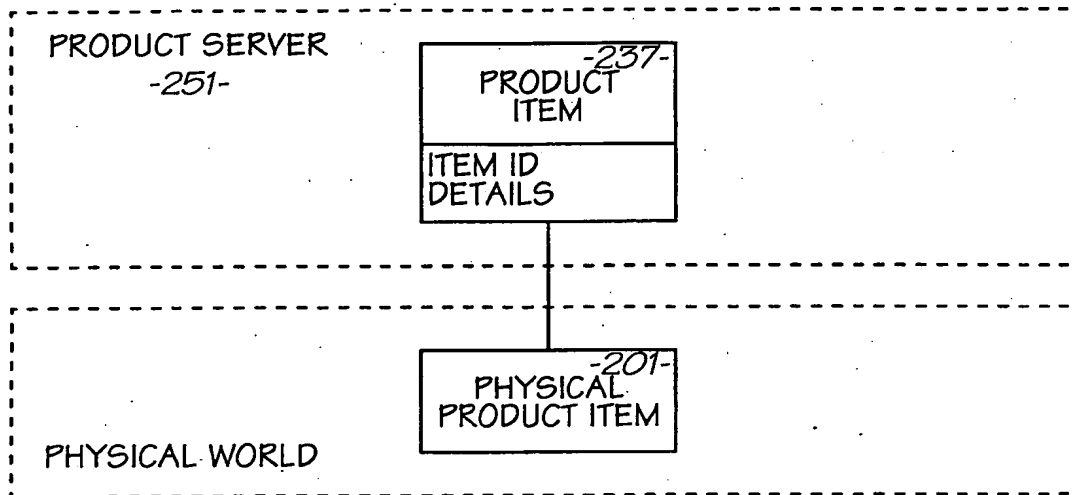 PRODUCT SERVER
-251-
-237-
PRODUCT
ITEM
ITEM ID
DETAILS
-201-
PHYSICAL
PRODUCT ITEM
PHYSICAL WORLD